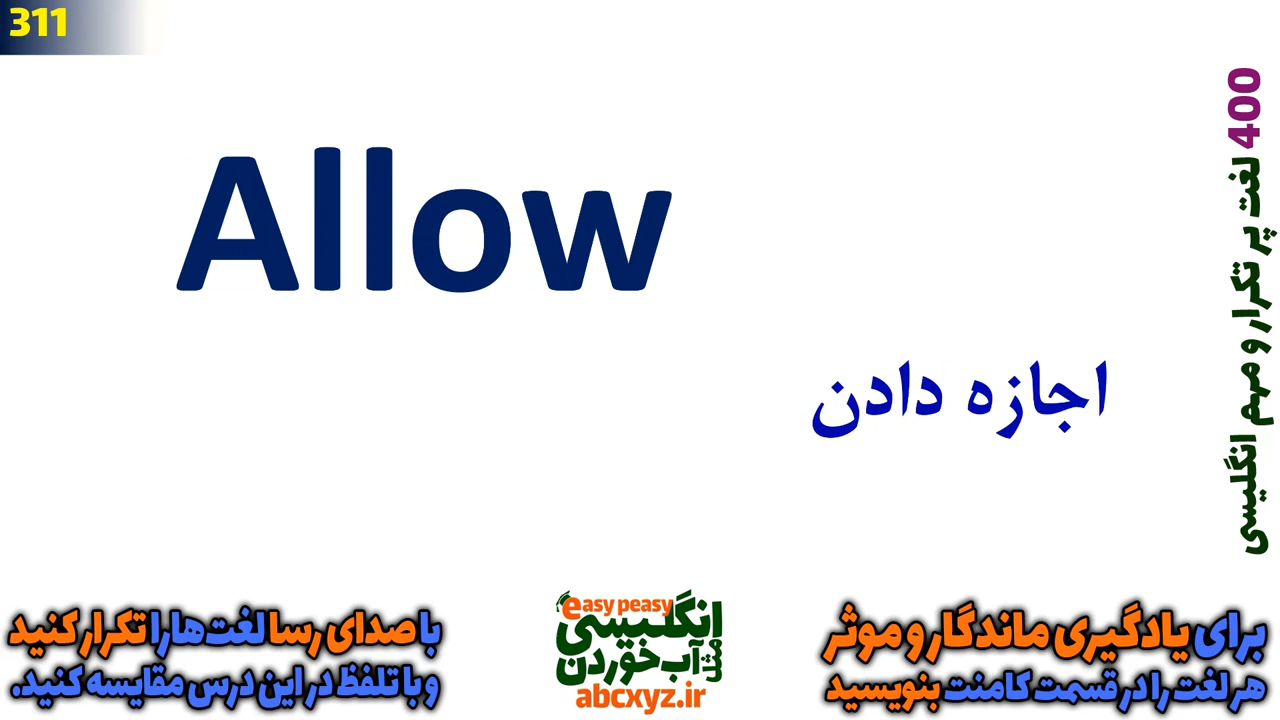 311
Allow
اجازه دادن
400 لغت پر تکرار و مهم انگلیسی
برای یادگیری ماندگار و موثر
هر لغت را در قسمت کامنت بنویسید
easy peasy
انگلیسی
مثل آب خوردن
abcxyz.ir
با صدای رسا لغت‌ها را تکرار کنید
و با تلفظ در این درس مقایسه کنید.